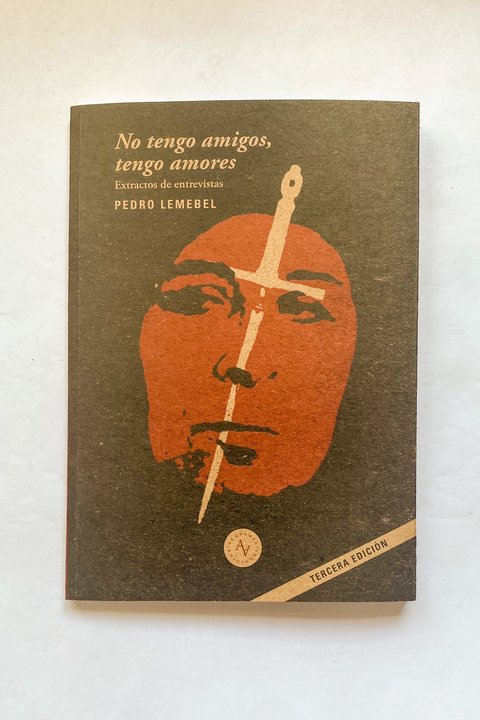 No tengo amigos,
tengo amores
Extractos de entrevistas
PEDRO LEMEBEL
TERCERA EDICIÓN